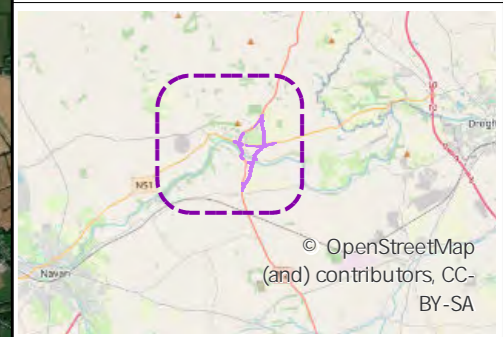 Drogh
N51
Navan
© OpenStreetMap
(and) contributors, CC-
BY-SA